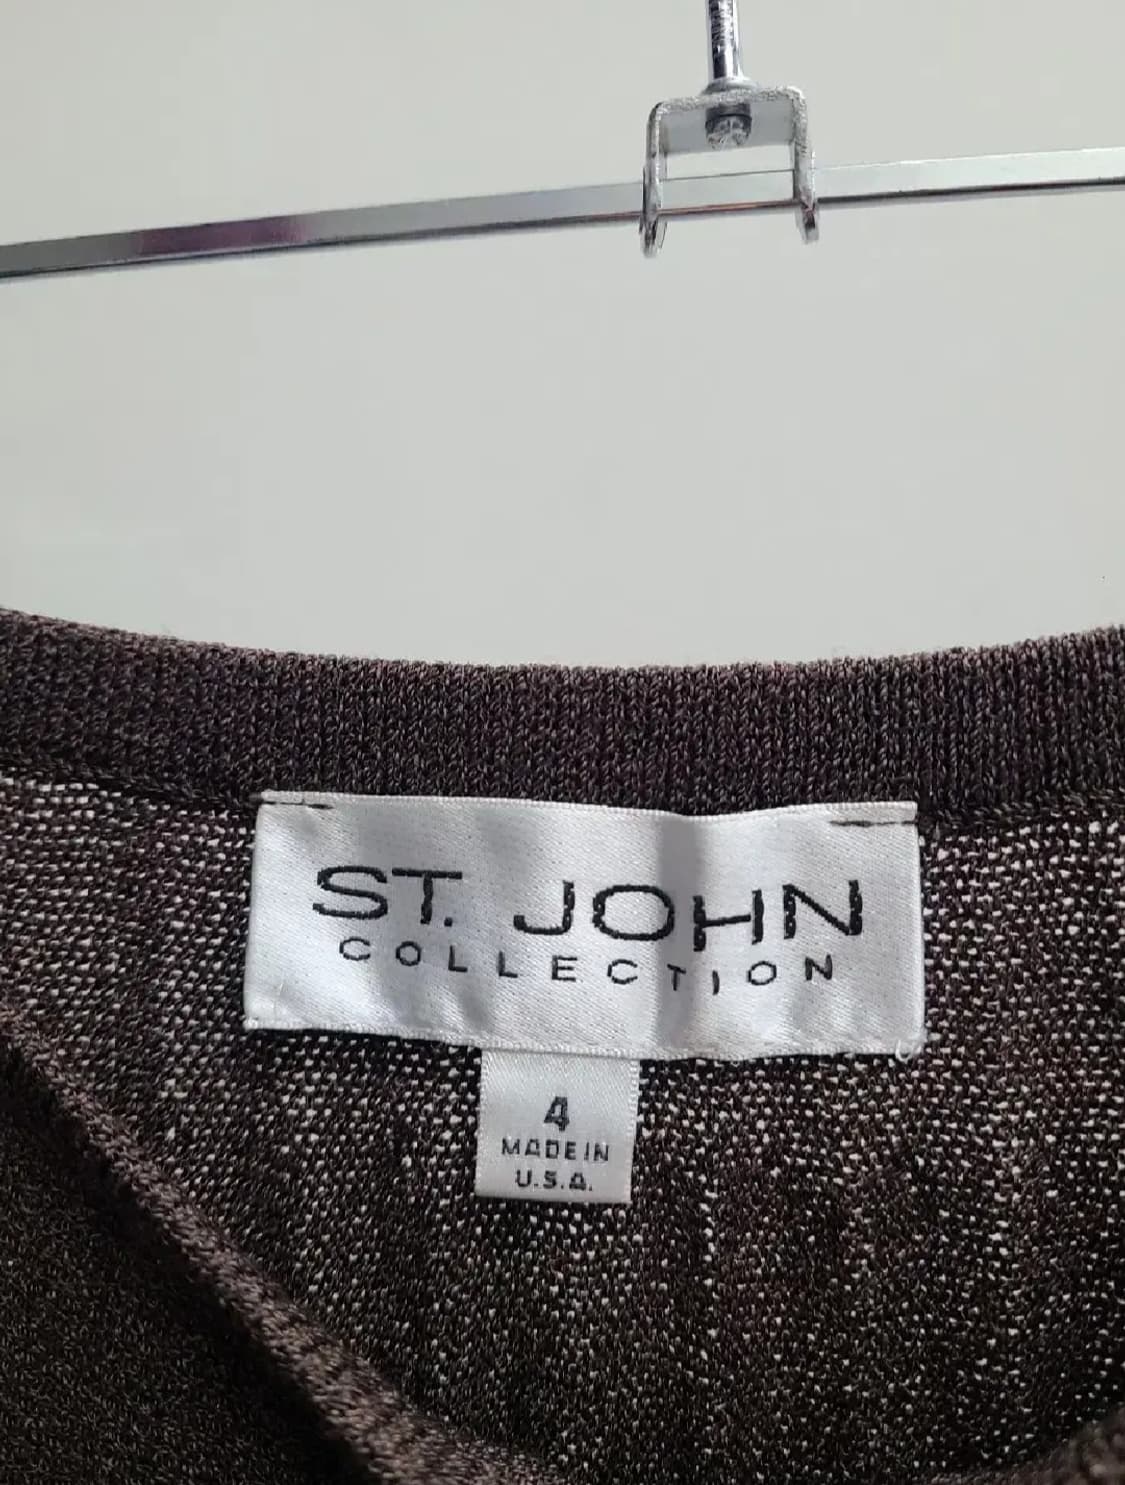 ST. JOHN
COLLECTION
4
MADE IN
U.S.A.